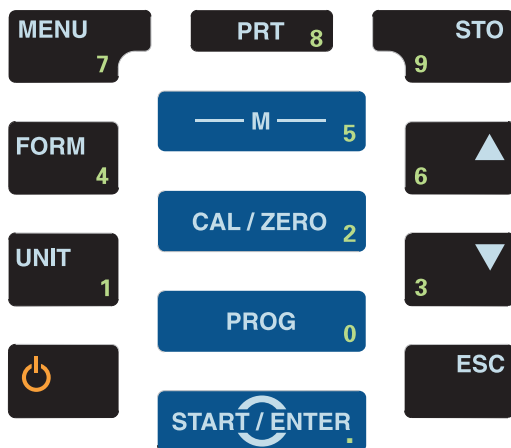 MENU 7
PRT 8
STO 9
— M — 5
FORM 4
6
CAL / ZERO 2
UNIT 1
3
PROG 0
ESC
START / ENTER .